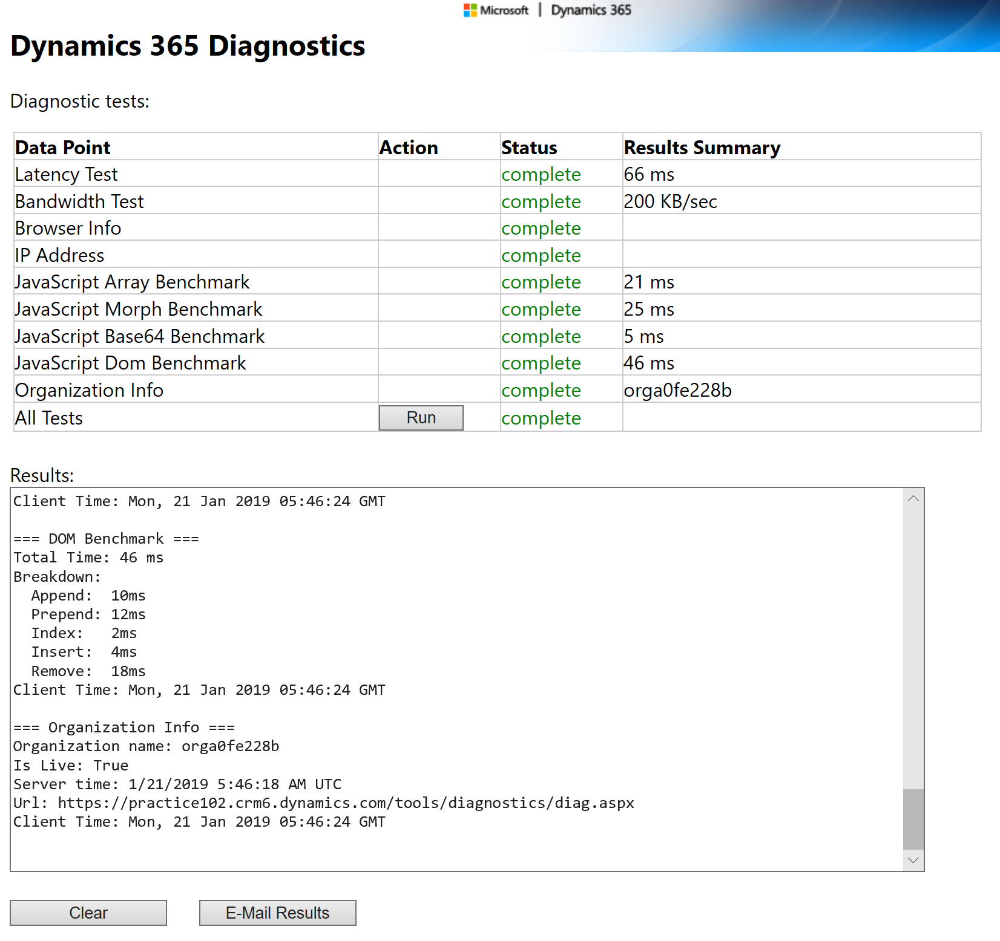 Microsoft | Dynamics 365
Dynamics 365 Diagnostics
Diagnostic tests:
Data Point Action Status Results Summary
Latency Test complete 66 ms
Bandwidth Test complete 200 KB/sec
Browser Info complete
IP Address complete
JavaScript Array Benchmark complete 21 ms
JavaScript Morph Benchmark complete 25 ms
JavaScript Base64 Benchmark complete 5 ms
JavaScript Dom Benchmark complete 46 ms
Organization Info complete orga0fe228b
All Tests Run complete
Results:
Client Time: Mon, 21 Jan 2019 05:46:24 GMT
=== DOM Benchmark ===
Total Time: 46 ms
Breakdown:
Append: 10ms
Prepend: 12ms
Index: 2ms
Insert: 4ms
Remove: 18ms
Client Time: Mon, 21 Jan 2019 05:46:24 GMT
=== Organization Info ===
Organization name: orga0fe228b
Is Live: True
Server time: 1/21/2019 5:46:18 AM UTC
Url: https://practice102.crm6.dynamics.com/tools/diagnostics/diag.aspx
Client Time: Mon, 21 Jan 2019 05:46:24 GMT
Clear E-Mail Results